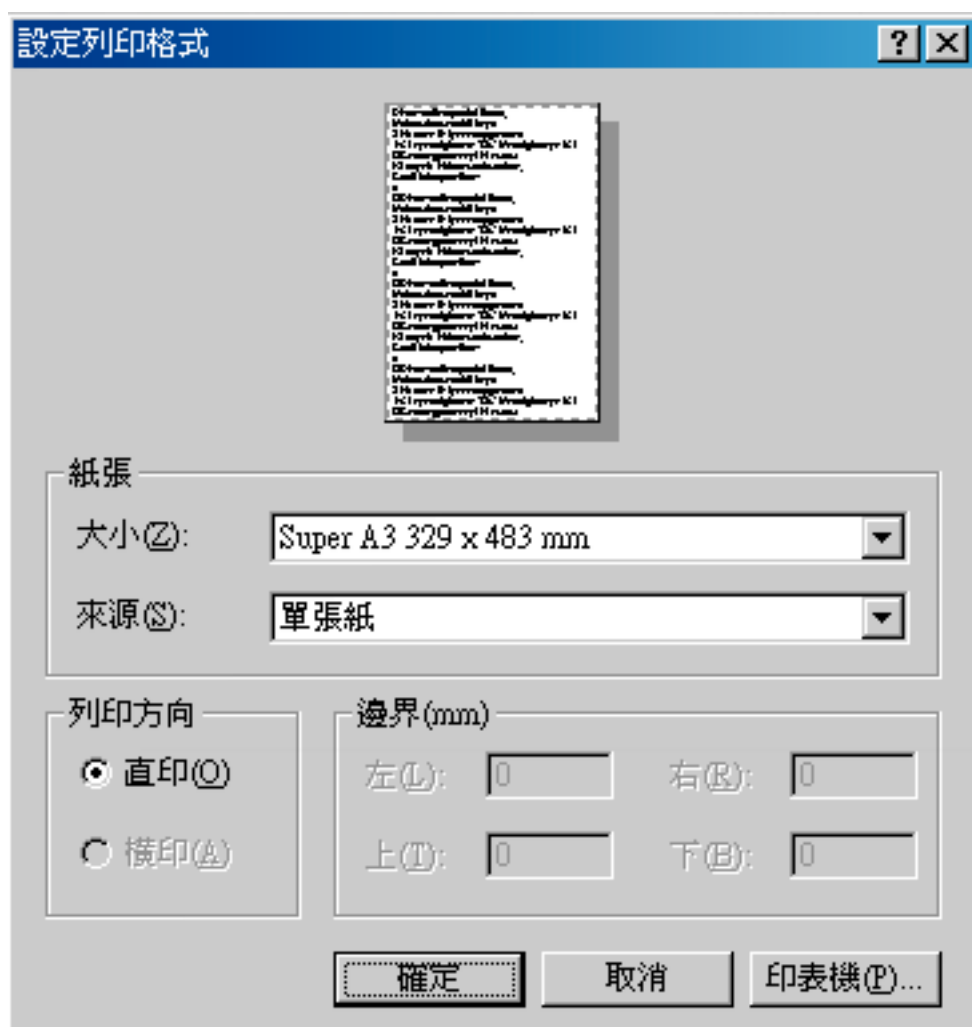 設定列印格式
紙張
大小(Z): Super A3 329 x 483 mm
來源(S): 單張紙
列印方向
直印(O)
橫印(A)
邊界(mm)
左(L): 0 右(R): 0
上(T): 0 下(B): 0
確定 取消 印表機(P)...